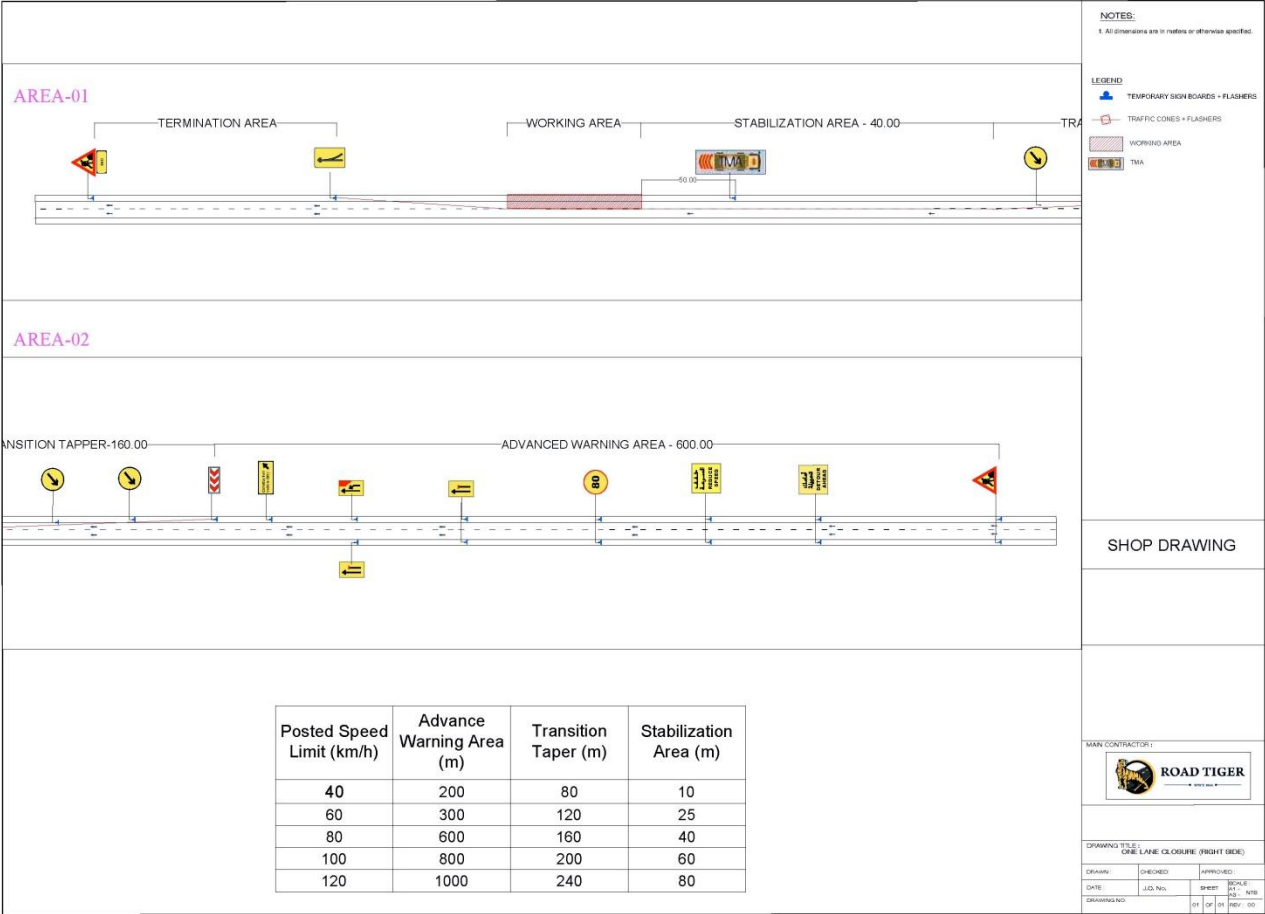 NOTES:
1. All dimensions are in meters or otherwise specified.
LEGEND
TEMPORARY SIGN BOARDS + FLASHERS
TRAFFIC CONES + FLASHERS
WORKING AREA
TMA
AREA-01
TERMINATION AREA
WORKING AREA
STABILIZATION AREA - 40.00
TRA
TMA
50.00
AREA-02
ANSITION TAPPER-160.00
ADVANCED WARNING AREA - 600.00
80
خفف
السرعة
REDUCE
SPEED
DETOUR
AHEAD
Posted Speed Limit (km/h) Advance Warning Area (m) Transition Taper (m) Stabilization Area (m)
40 200 80 10
60 300 120 25
80 600 160 40
100 800 200 60
120 1000 240 80
SHOP DRAWING
MAIN CONTRACTOR :
ROAD TIGER
DRAWING TITLE :
ONE LANE CLOSURE (RIGHT SIDE)
DRAWN: CHECKED: APPROVED:
DATE : J.O. No. SHEET SCALE :
A1 -
A3 - NTS
DRAWING NO 01 OF 01 REV : 00